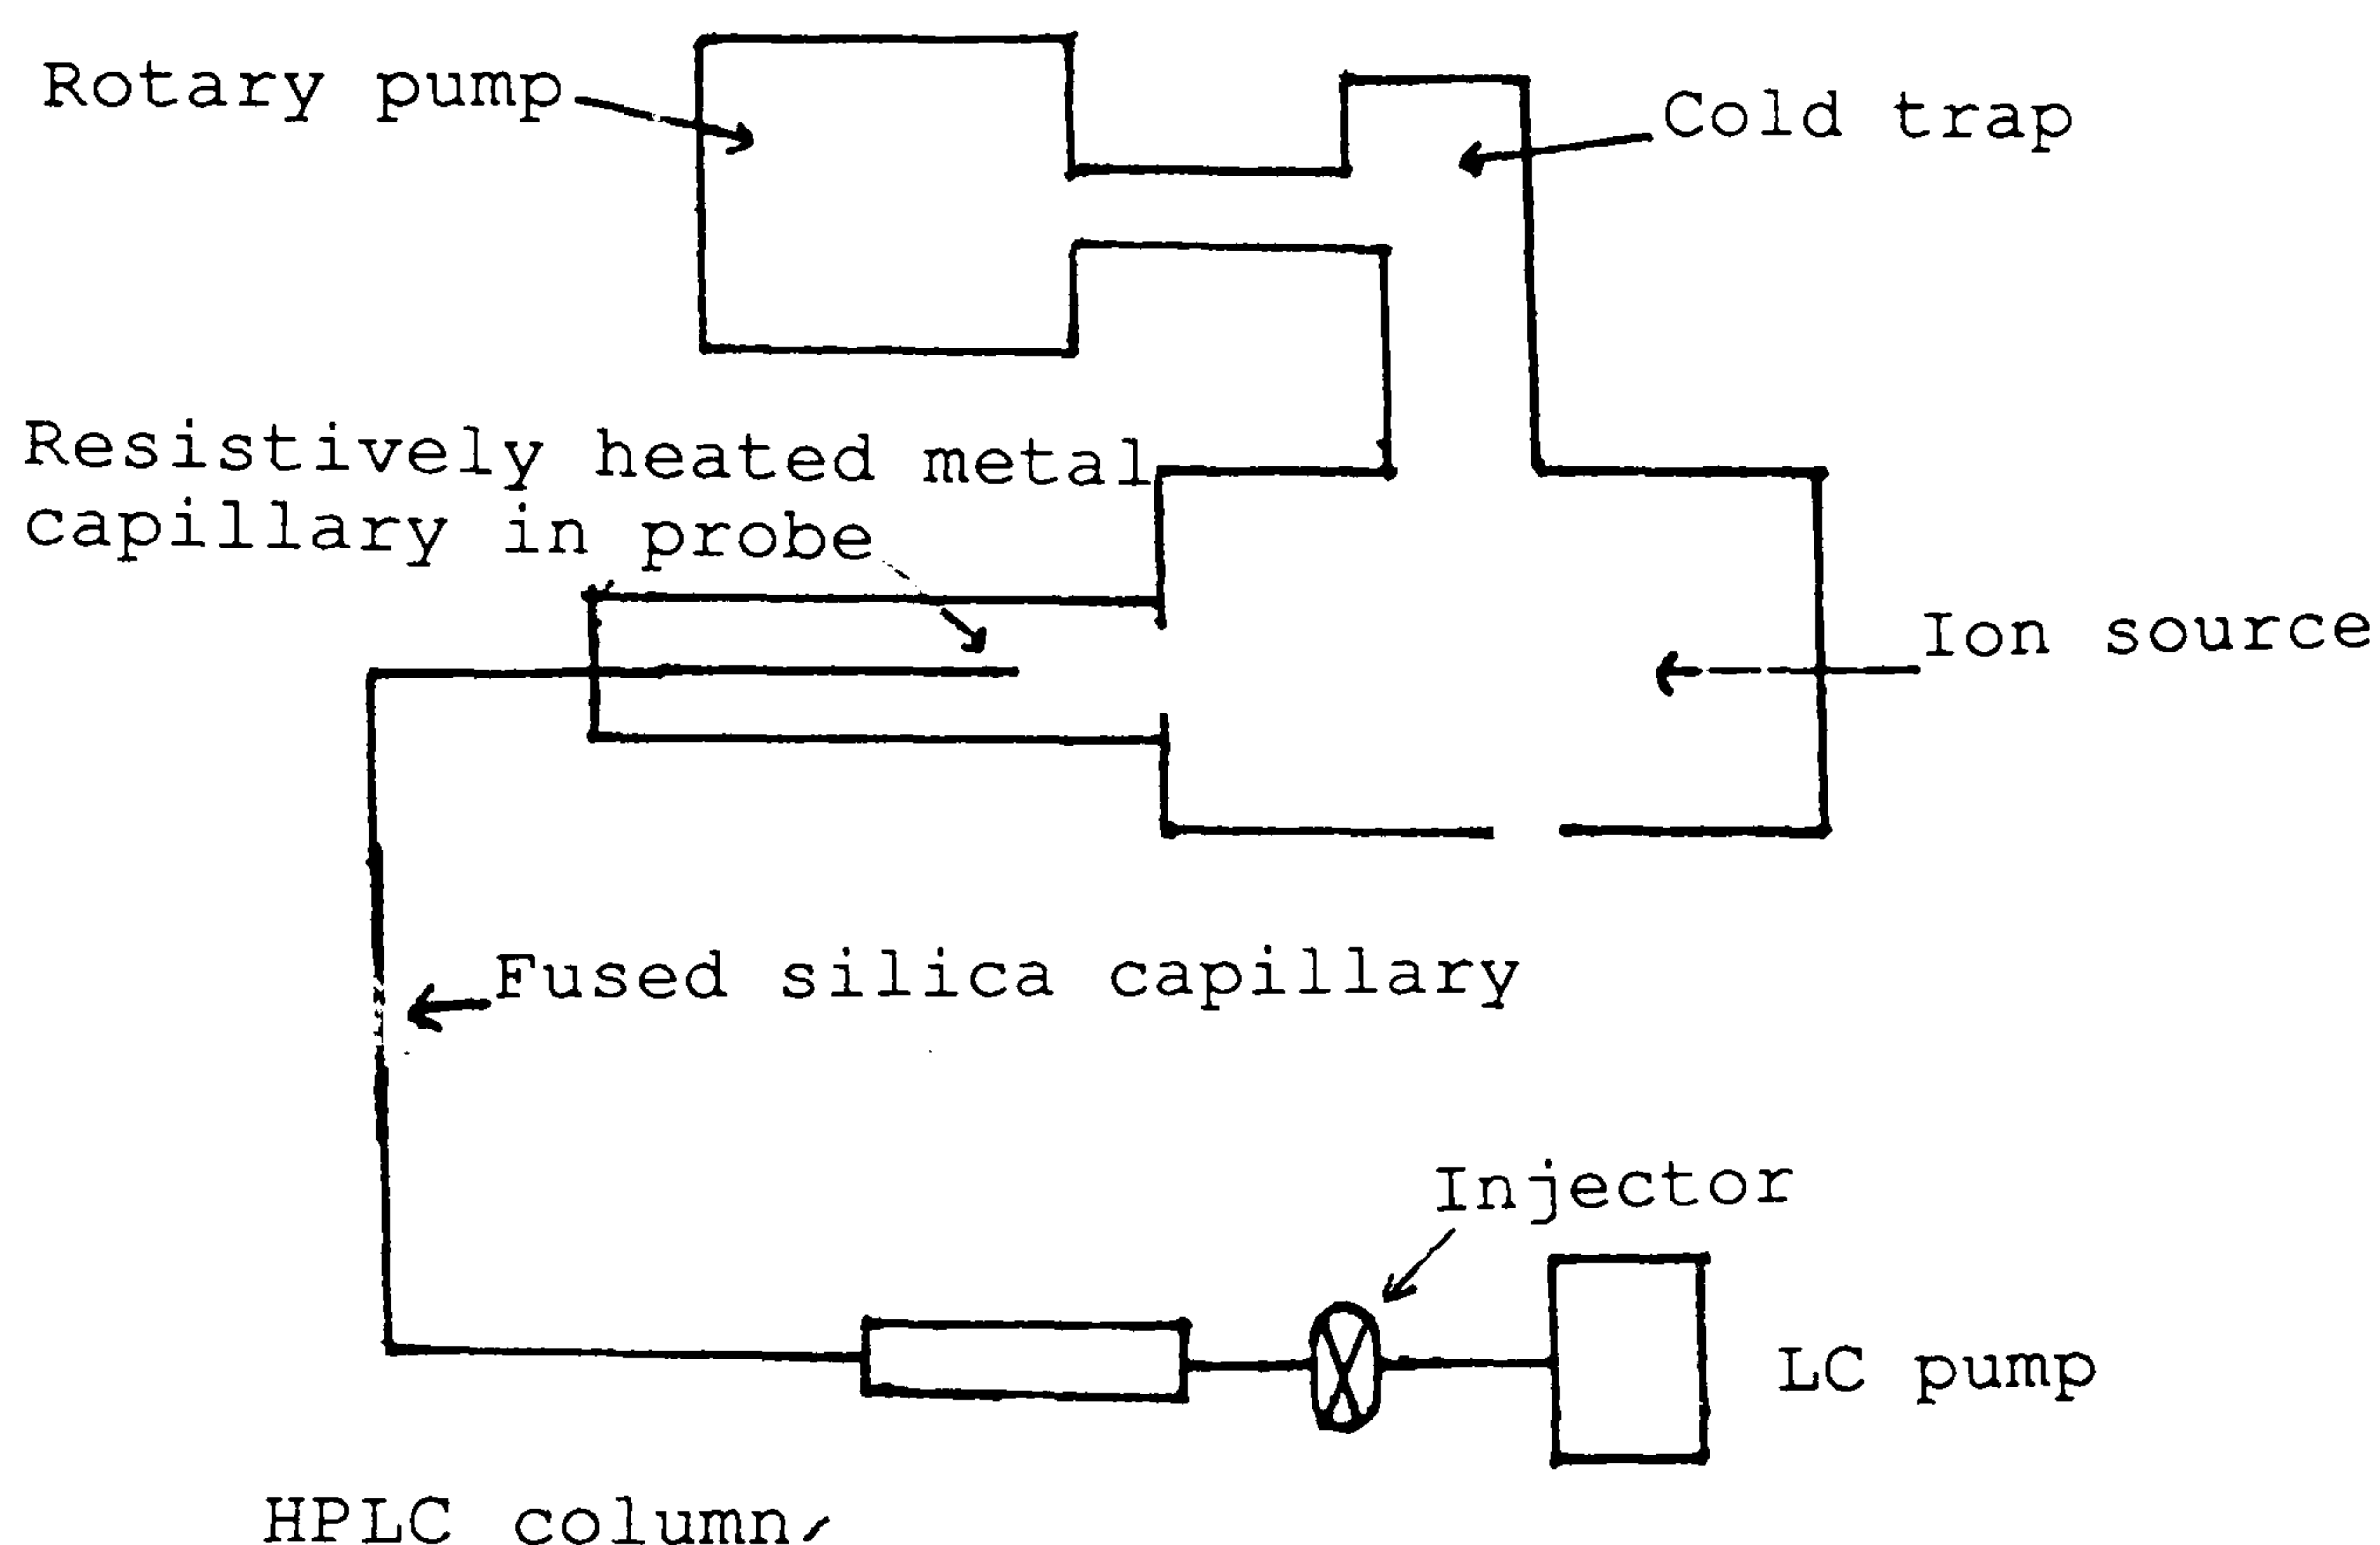 Rotary pump
Cold trap
Resistively heated metal
capillary in probe
Ion source
Fused silica capillary
Injector
LC pump
HPLC column